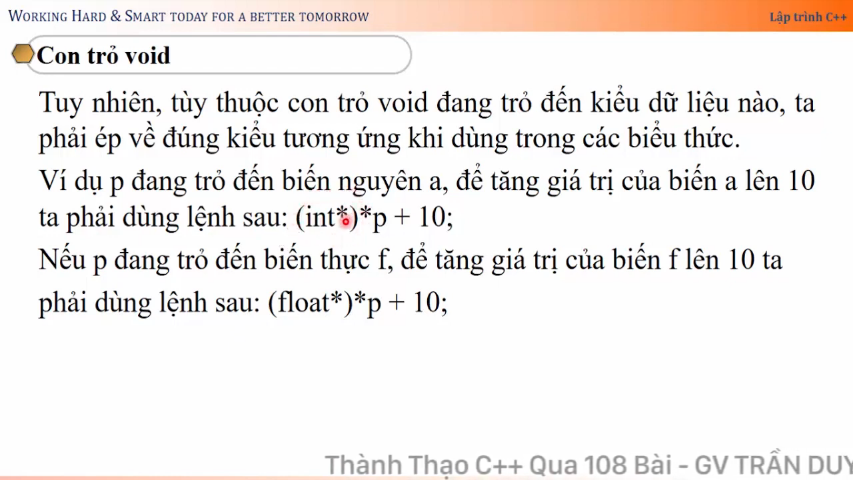 WORKING HARD & SMART TODAY FOR A BETTER TOMORROW
Lập trình C++
Con trỏ void
Tuy nhiên, tùy thuộc con trỏ void đang trỏ đến kiểu dữ liệu nào, ta
phải ép về đúng kiểu tương ứng khi dùng trong các biểu thức.
Ví dụ p đang trỏ đến biến nguyên a, để tăng giá trị của biến a lên 10
ta phải dùng lệnh sau: (int*)*p + 10;
Nếu p đang trỏ đến biến thực f, để tăng giá trị của biến f lên 10 ta
phải dùng lệnh sau: (float*)*p + 10;
Thành Thạo C++ Qua 108 Bài - GV TRẦN DUY